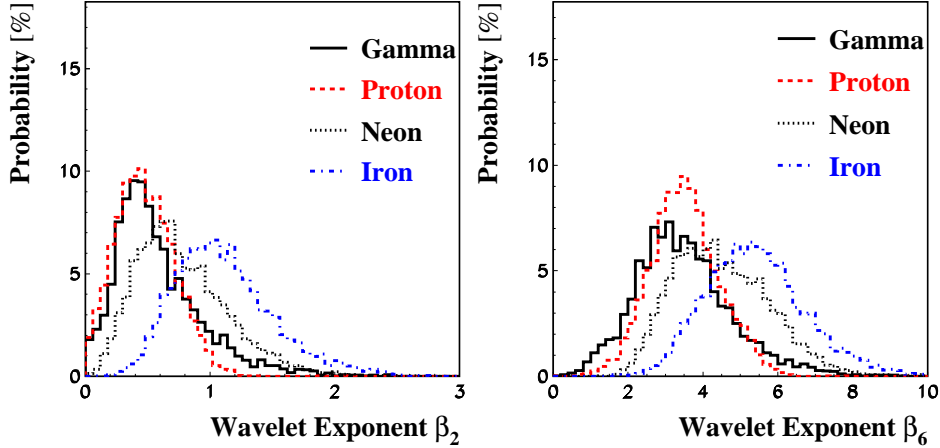 Probability [%]
15
10
5
0
Gamma
Proton
Neon
Iron
0
1
2
3
Wavelet Exponent β₂
Probability [%]
15
10
5
0
Gamma
Proton
Neon
Iron
0
2
4
6
8
10
Wavelet Exponent β₆